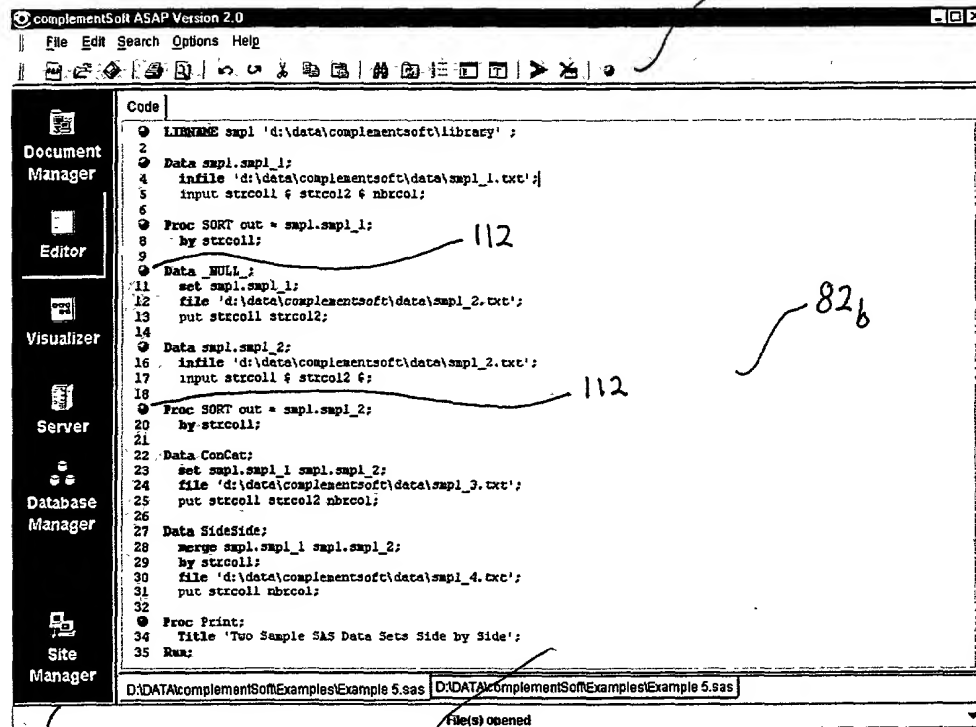 complementSoft ASAP Version 2.0
File Edit Search Options Help
Code
LIBNAME smpl 'd:\data\complementsoft\library' ;
2
Data smpl.smpl_1;
4 infile 'd:\data\complementsoft\data\smpl_1.txt';
5 input strcol1 $ strcol2 $ nbrcol;
6
Proc SORT out = smpl.smpl_1;
8 by strcol1;
9
Data _NULL_;
11 set smpl.smpl_1;
12 file 'd:\data\complementsoft\data\smpl_2.txt';
13 put strcol1 strcol2;
14
Data smpl.smpl_2;
16 infile 'd:\data\complementsoft\data\smpl_2.txt';
17 input strcol1 $ strcol2 $;
18
Proc SORT out = smpl.smpl_2;
20 by strcol1;
21
22 Data ConCat;
23 set smpl.smpl_1 smpl.smpl_2;
24 file 'd:\data\complementsoft\data\smpl_3.txt';
25 put strcol1 strcol2 nbrcol;
26
27 Data SideSide;
28 merge smpl.smpl_1 smpl.smpl_2;
29 by strcol1;
30 file 'd:\data\complementsoft\data\smpl_4.txt';
31 put strcol1 nbrcol;
32
Proc Print;
34 Title 'Two Sample SAS Data Sets Side by Side';
35 Run;
Document
Manager
Editor
Visualizer
Server
Database
Manager
Site
Manager
112
82b
112
D:\DATA\complementSoft\Examples\Example 5.sas D:\DATA\complementSoft\Examples\Example 5.sas
File(s) opened